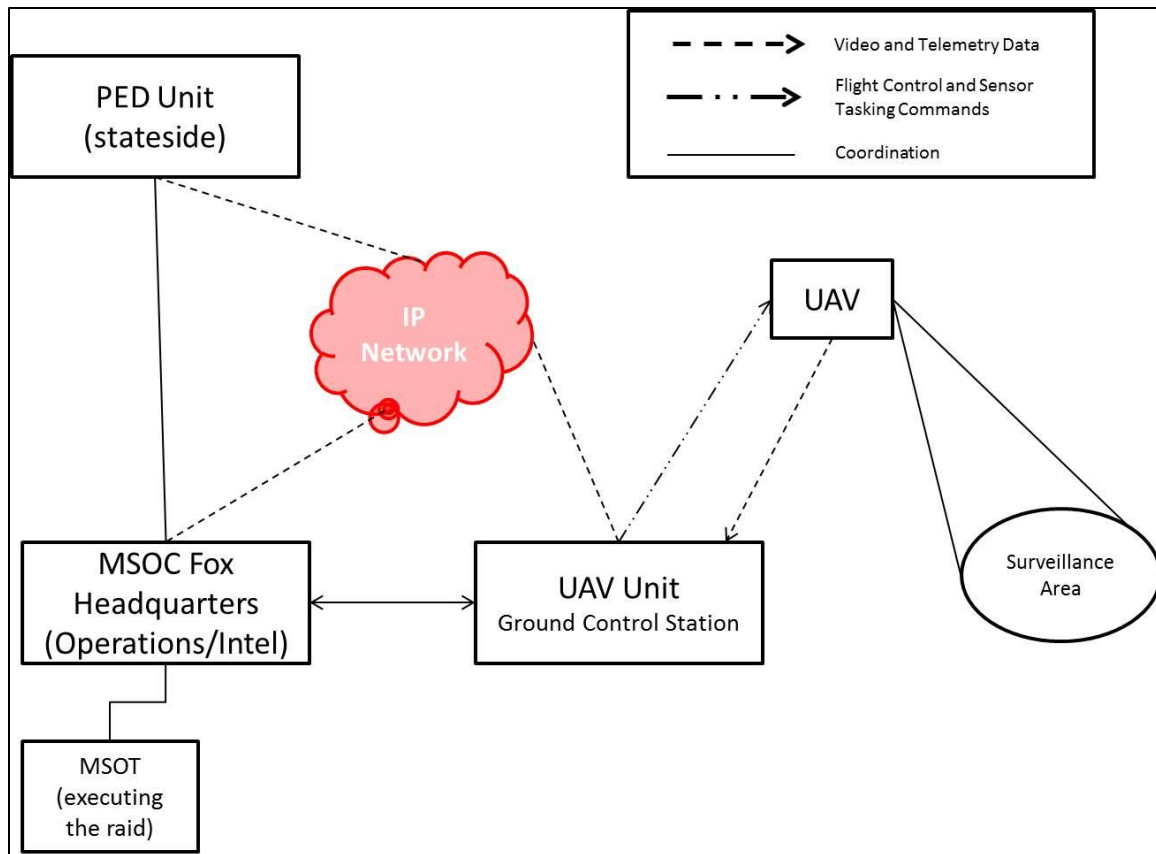 PED Unit
(stateside)
Video and Telemetry Data
Flight Control and Sensor
Tasking Commands
Coordination
IP
Network
UAV
MSOC Fox
Headquarters
(Operations/Intel)
UAV Unit
Ground Control Station
Surveillance
Area
MSOT
(executing
the raid)